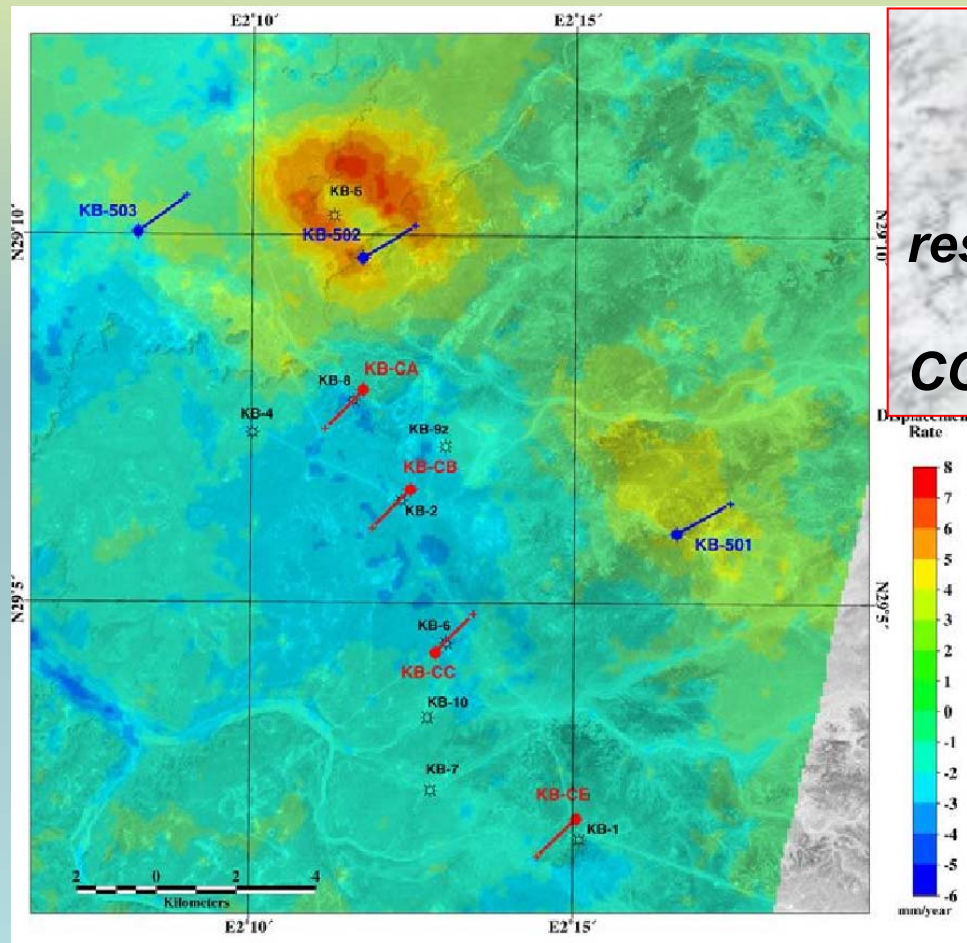 E2°10' E2°15'
KB-5
KB-503
KB-502
N29°10'
N29°10'
res
CO
KB-CA
KB-8
KB-4
KB-9z
KB-CB
KB-2
KB-501
N29°5'
N29°5'
KB-6
KB-CC
KB-10
KB-7
KB-CE
KB-1
2 0 2 4
Kilometers
E2°10' E2°15'
Displacement
Rate
8
7
6
5
4
3
2
1
0
-1
-2
-3
-4
-5
-6
mm/year